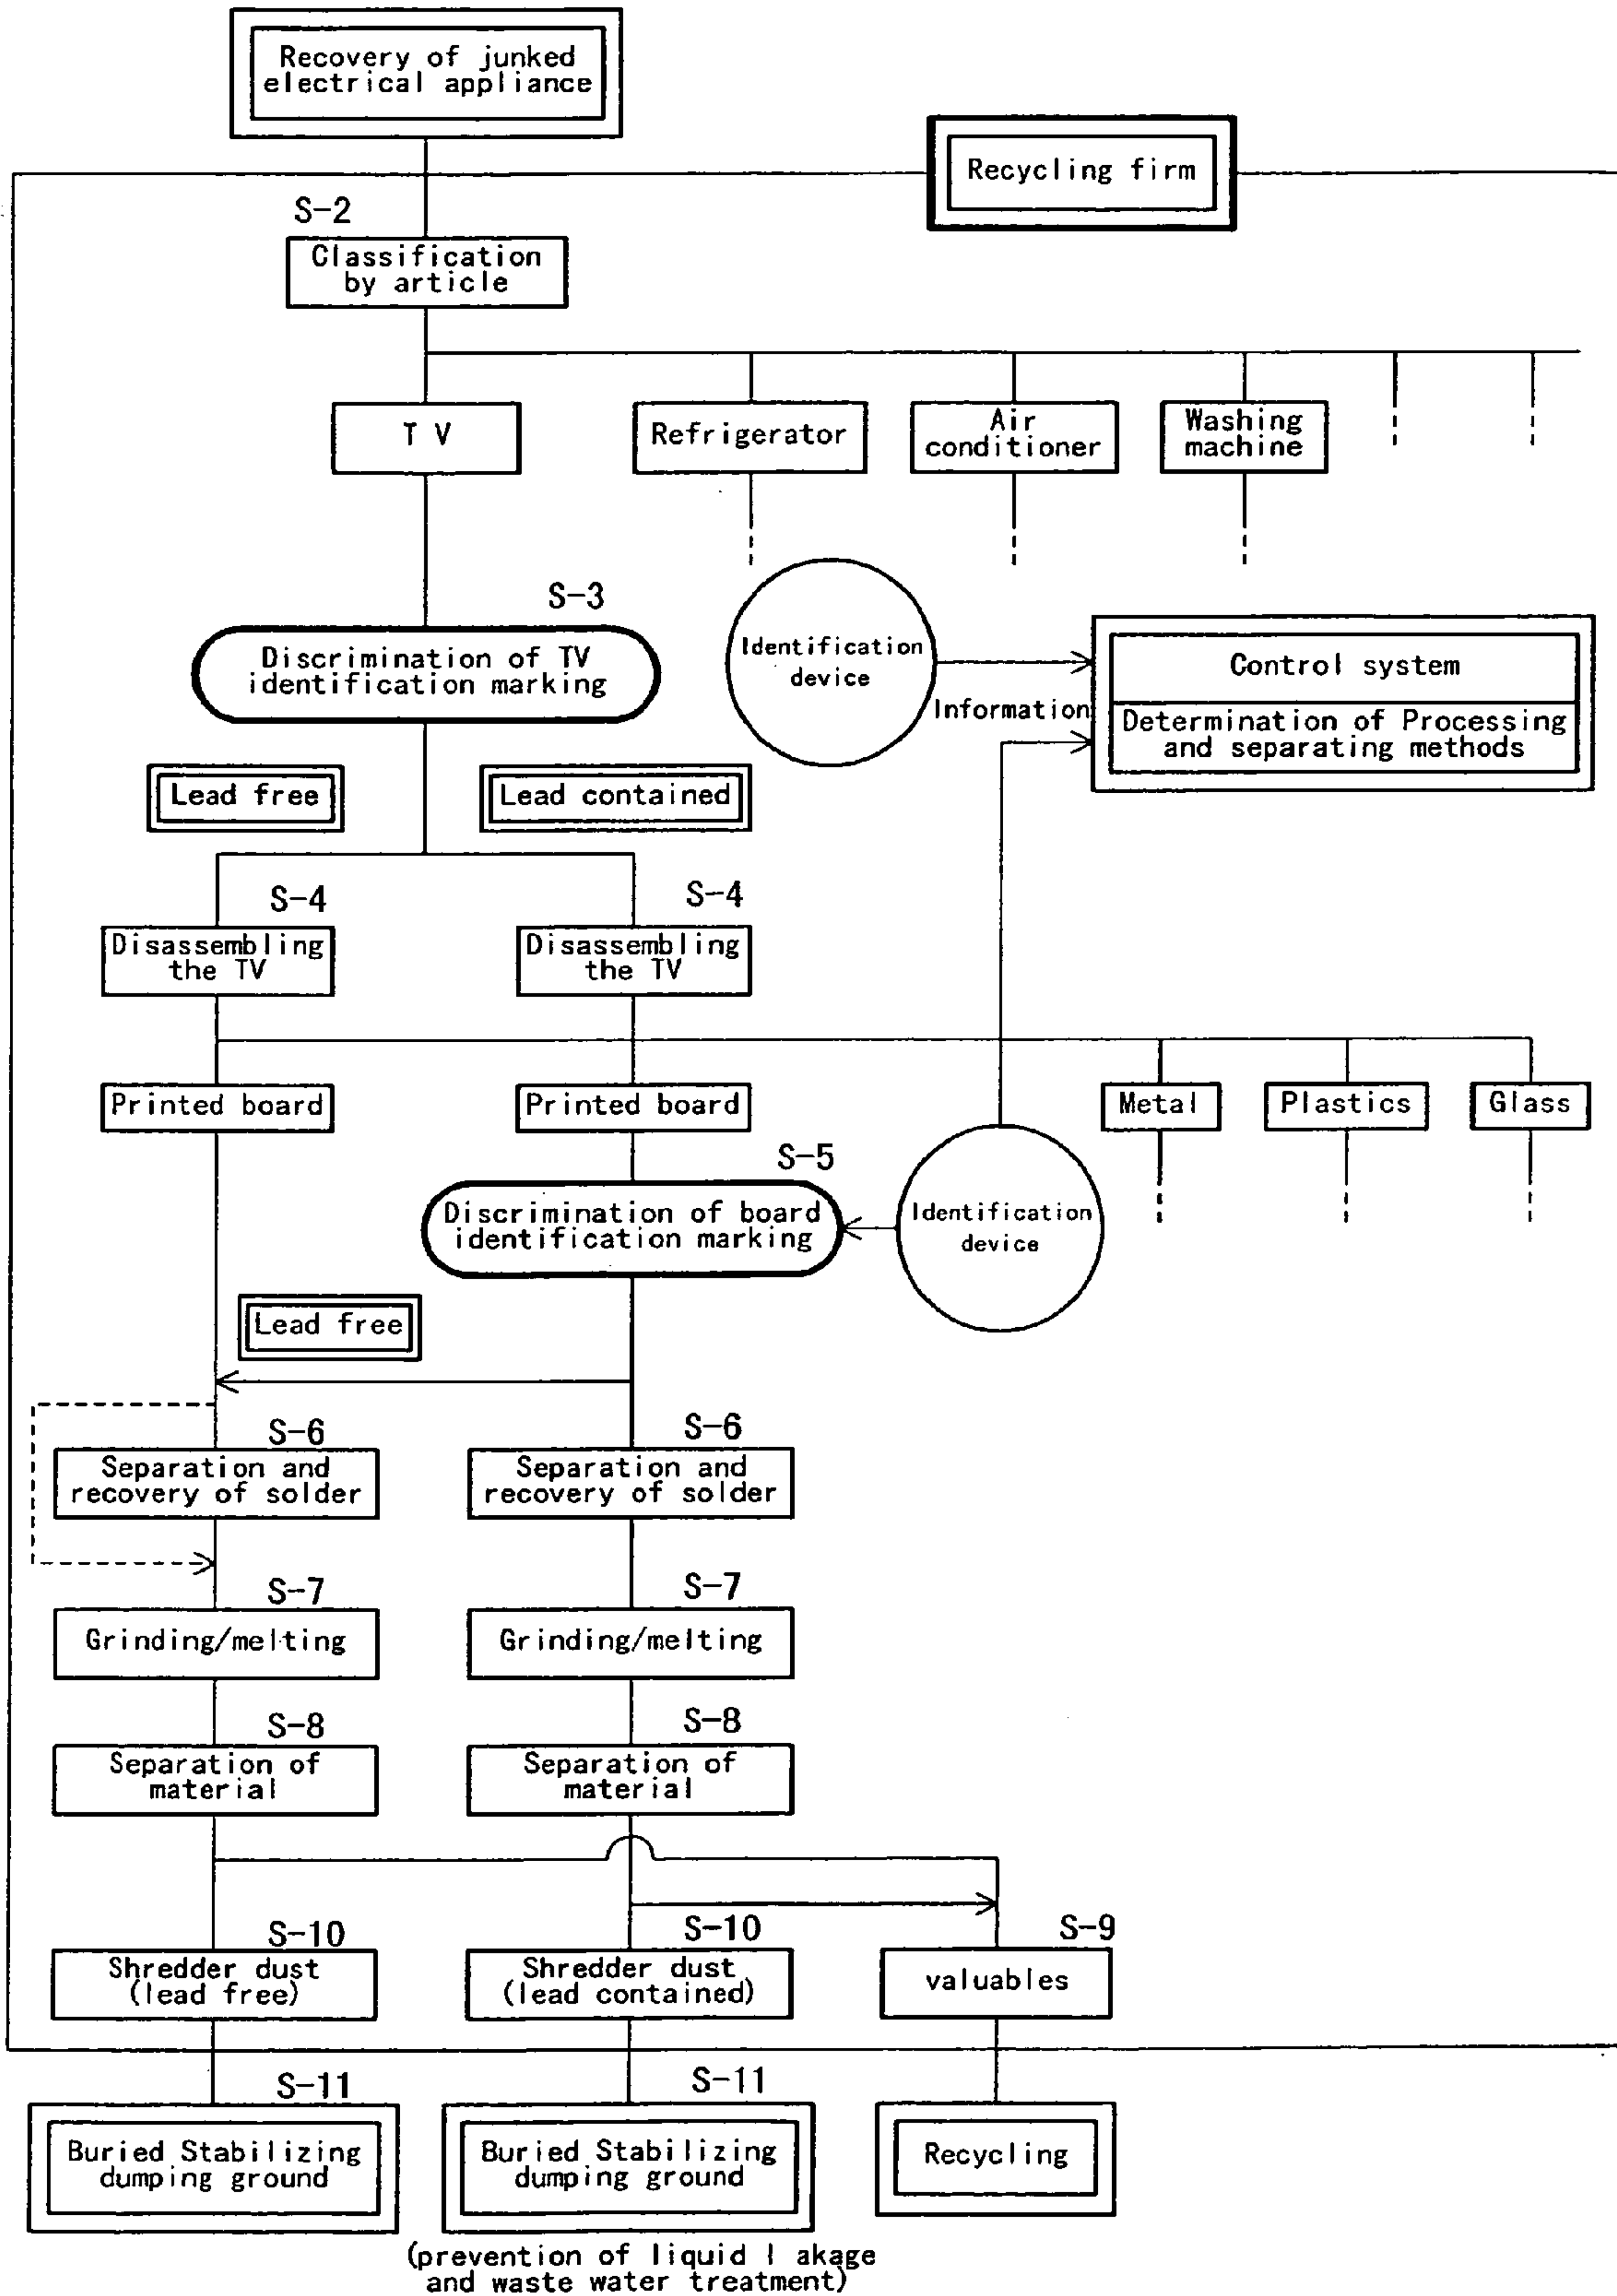 Recovery of junked
electrical appliance
Recycling firm
S-2
Classification
by article
T V
Refrigerator
Air
conditioner
Washing
machine
S-3
Discrimination of TV
identification marking
Identification
device
Information
Control system
Determination of Processing
and separating methods
Lead free
Lead contained
S-4
S-4
Disassembling
the TV
Disassembling
the TV
Printed board
Printed board
Metal
Plastics
Glass
S-5
Discrimination of board
identification marking
Identification
device
Lead free
S-6
S-6
Separation and
recovery of solder
Separation and
recovery of solder
S-7
S-7
Grinding/melting
Grinding/melting
S-8
S-8
Separation of
material
Separation of
material
S-10
S-10
S-9
Shredder dust
(lead free)
Shredder dust
(lead contained)
valuables
S-11
S-11
Buried Stabilizing
dumping ground
Buried Stabilizing
dumping ground
Recycling
(prevention of liquid l akage
and waste water treatment)